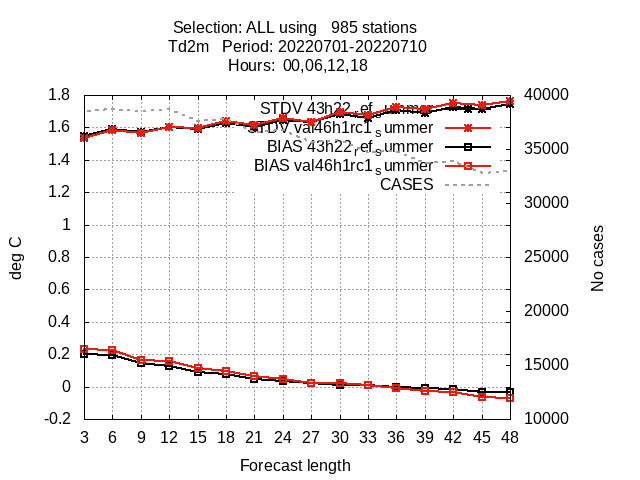 Selection: ALL using   985 stations
Td2m   Period: 20220701-20220710
Hours:  00,06,12,18
STDV 43h22_ref_summer
STDV val46h1rc1_summer
BIAS 43h22_ref_summer
BIAS val46h1rc1_summer
CASES
1.8
1.6
1.4
1.2
1
0.8
0.6
0.4
0.2
0
-0.2
40000
35000
30000
25000
20000
15000
10000
deg C
No cases
3 6 9 12 15 18 21 24 27 30 33 36 39 42 45 48
Forecast length